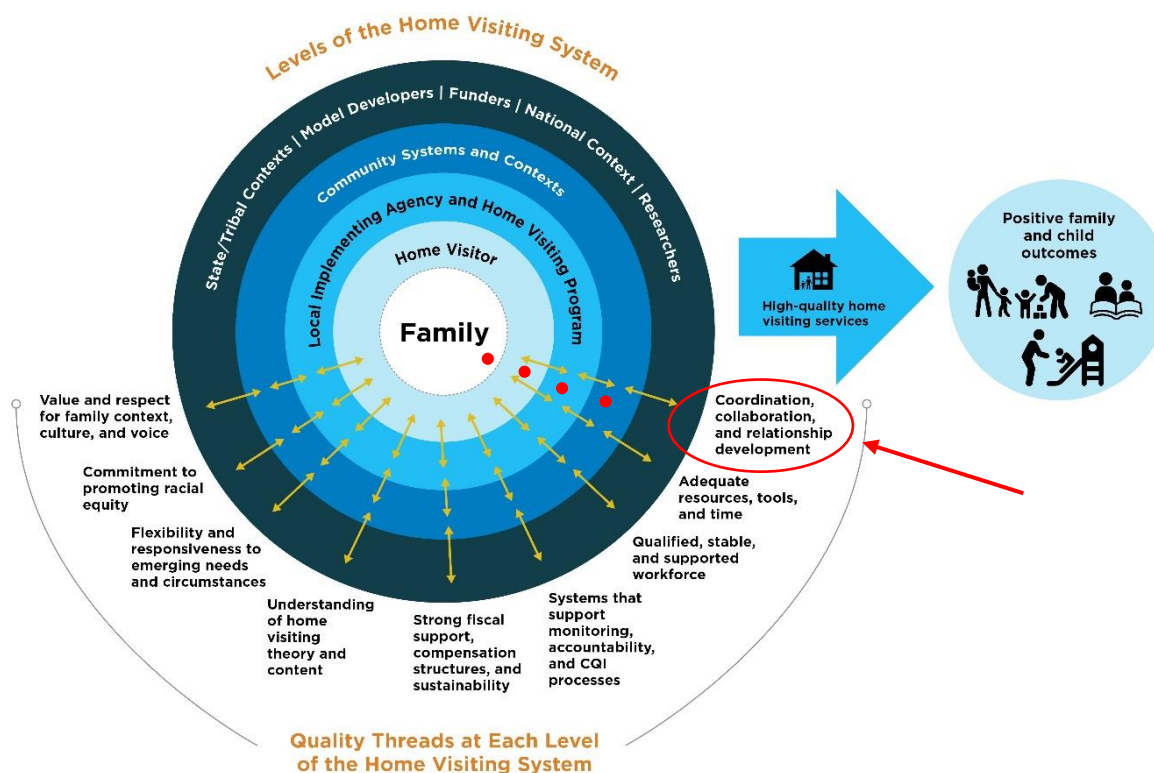 Levels of the Home Visiting System
State/Tribal Contexts | Model Developers | Funders | National Context | Researchers
Community Systems and Contexts
Local Implementing Agency and Home Visiting Program
Home Visitor
Family
High-quality home
visiting services
Positive family
and child
outcomes
Value and respect
for family context,
culture, and voice
Commitment to
promoting racial
equity
Flexibility and
responsiveness to
emerging needs
and circumstances
Understanding
of home
visiting
theory and
content
Strong fiscal
support,
compensation
structures, and
sustainability
Systems that
support
monitoring,
accountability,
and CQI
processes
Qualified, stable,
and supported
workforce
Adequate
resources, tools,
and time
Coordination,
collaboration,
and relationship
development
Quality Threads at Each Level
of the Home Visiting System